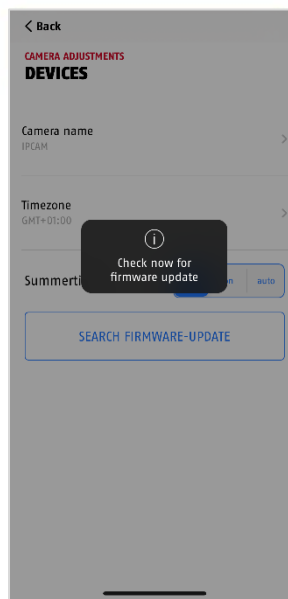 Back
CAMERA ADJUSTMENTS
DEVICES
Camera name
IPCAM
Timezone
GMT+01:00
Check now for
firmware update
auto
SEARCH FIRMWARE-UPDATE